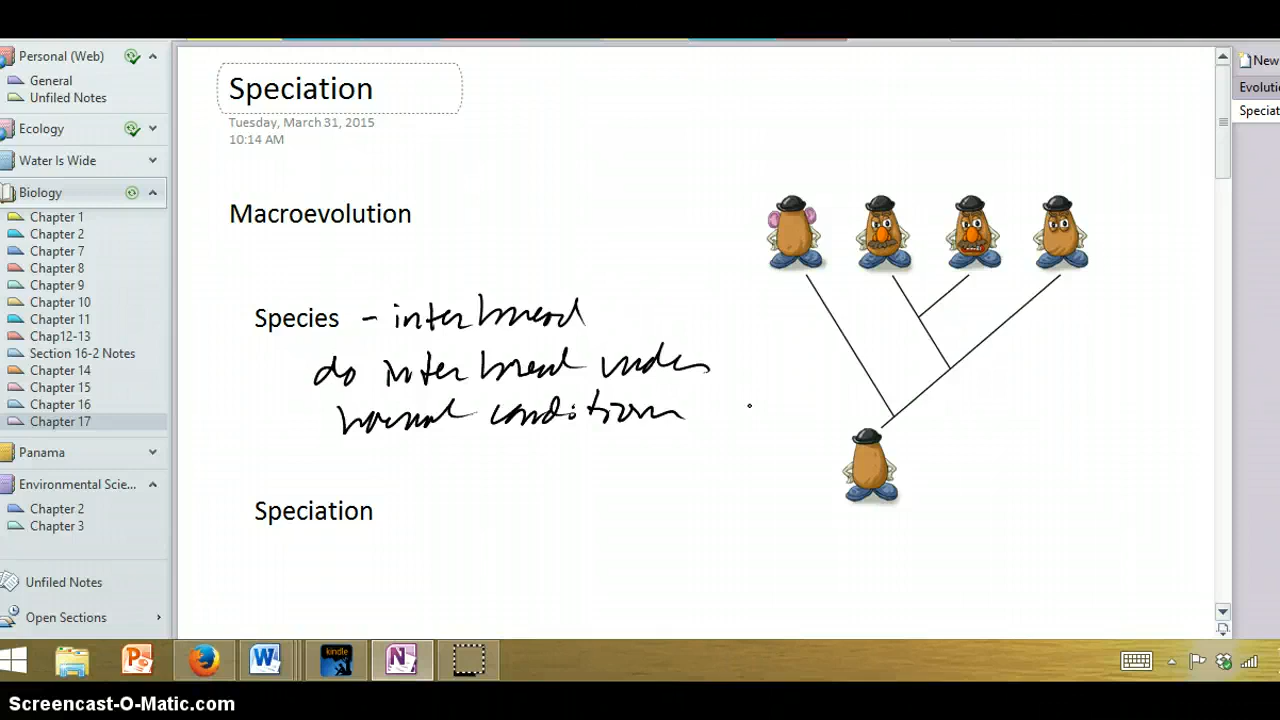 Personal (Web)
General
Unfiled Notes
Ecology
Water Is Wide
Biology
Chapter 1
Chapter 2
Chapter 7
Chapter 8
Chapter 9
Chapter 10
Chapter 11
Chap12-13
Section 16-2 Notes
Chapter 14
Chapter 15
Chapter 16
Chapter 17
Panama
Environmental Scie...
Chapter 2
Chapter 3
Unfiled Notes
Open Sections
Speciation
Tuesday, March 31, 2015
10:14 AM
Macroevolution
Species - interbreed
do interbreed under
normal conditions
Speciation
New
Evoluti
Speciat
kindle
Screencast-O-Matic.com